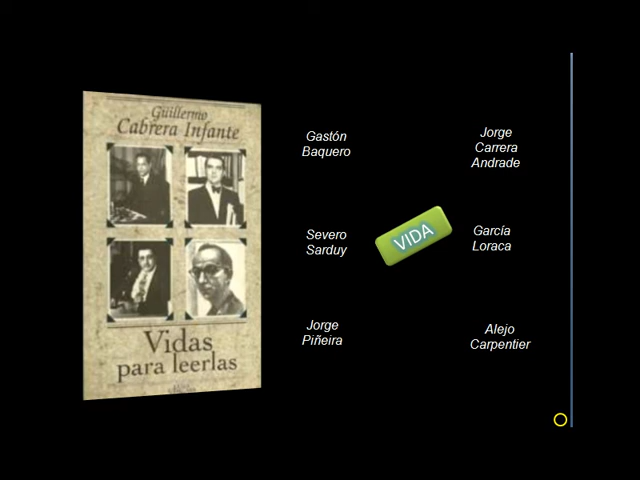 Guillermo
Cabrera Infante
Vidas
para leerlas
Gastón
Baquero
Jorge
Carrera
Andrade
Severo
Sarduy
VIDA
García
Loraca
Jorge
Piñeira
Alejo
Carpentier